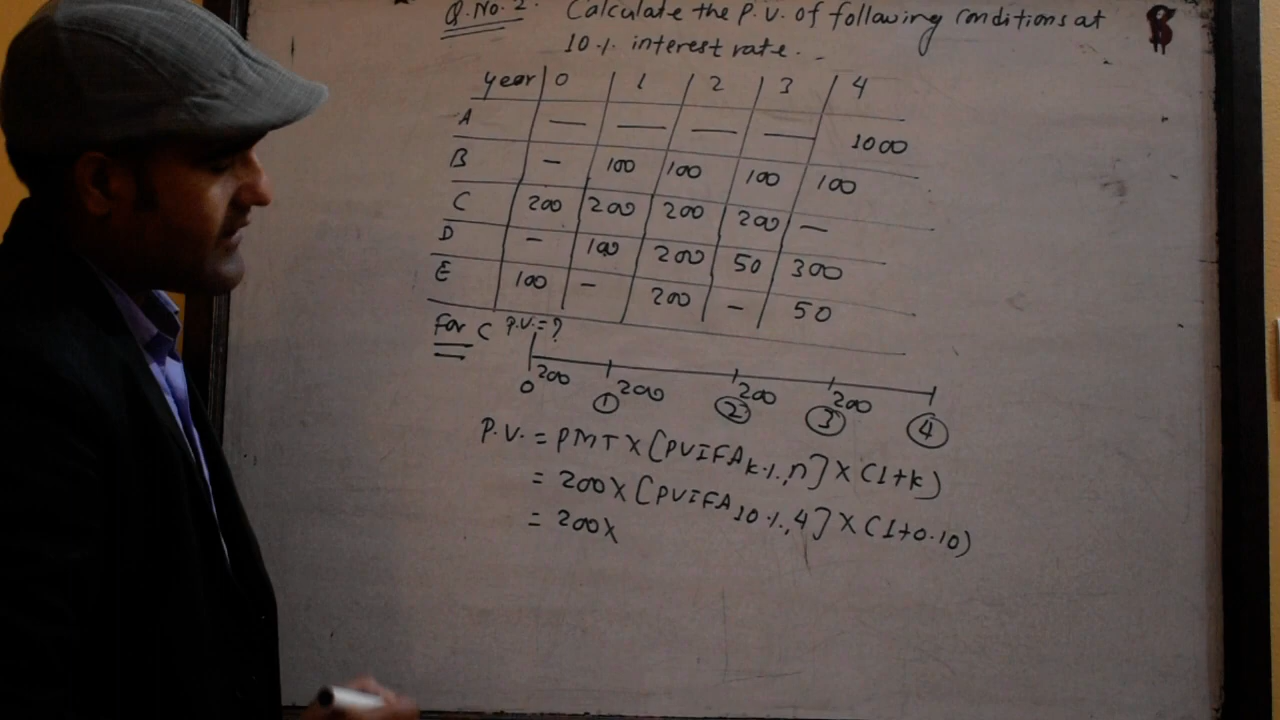 Q.No. 2. Calculate the P.V. of following conditions at
10 % interest rate.
year 0 1 2 3 4
A — — — — 1000
B — 100 100 100 100
C 200 200 200 200 —
D — 100 200 50 300
E 100 — 200 — 50
For C P.V. = ?
200 200 200 200
0 1 2 3 4
P.V. = PMT X [PVIFA k%, n] X (1+k)
= 200 X [PVIFA 10%, 4] X (1+0.10)
= 200 X